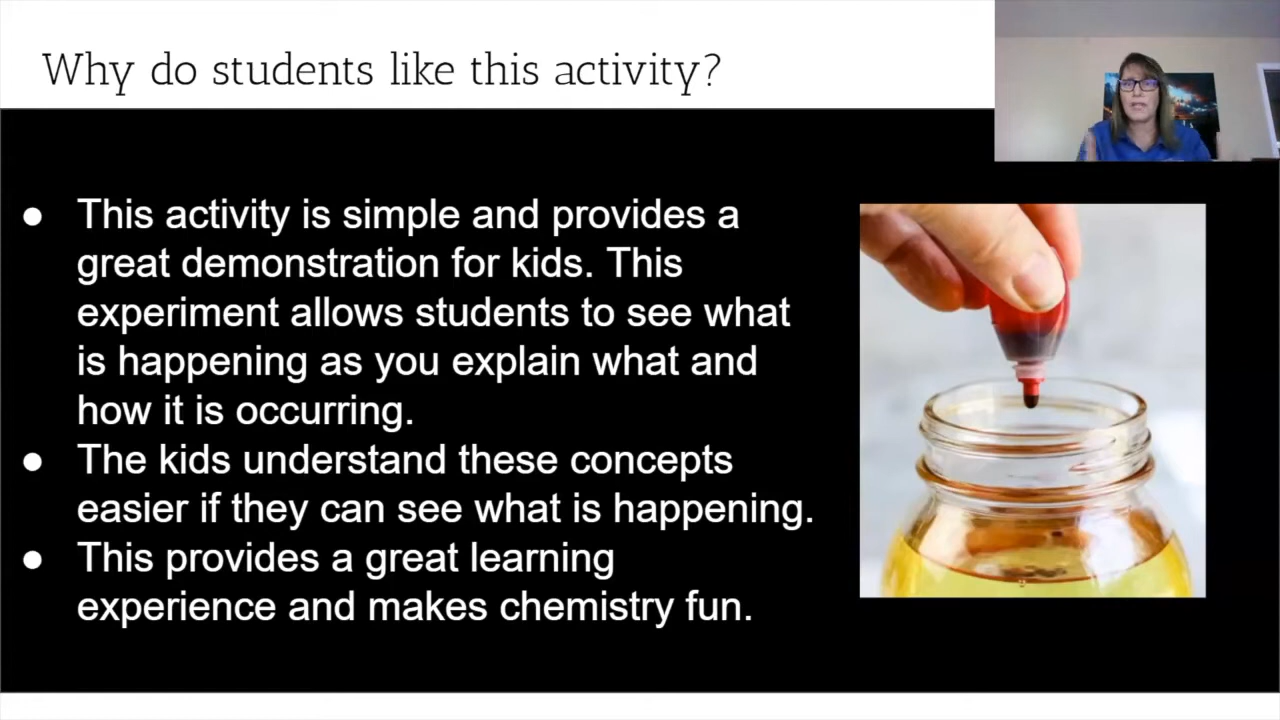 Why do students like this activity?
● This activity is simple and provides a
great demonstration for kids. This
experiment allows students to see what
is happening as you explain what and
how it is occurring.
● The kids understand these concepts
easier if they can see what is happening.
● This provides a great learning
experience and makes chemistry fun.